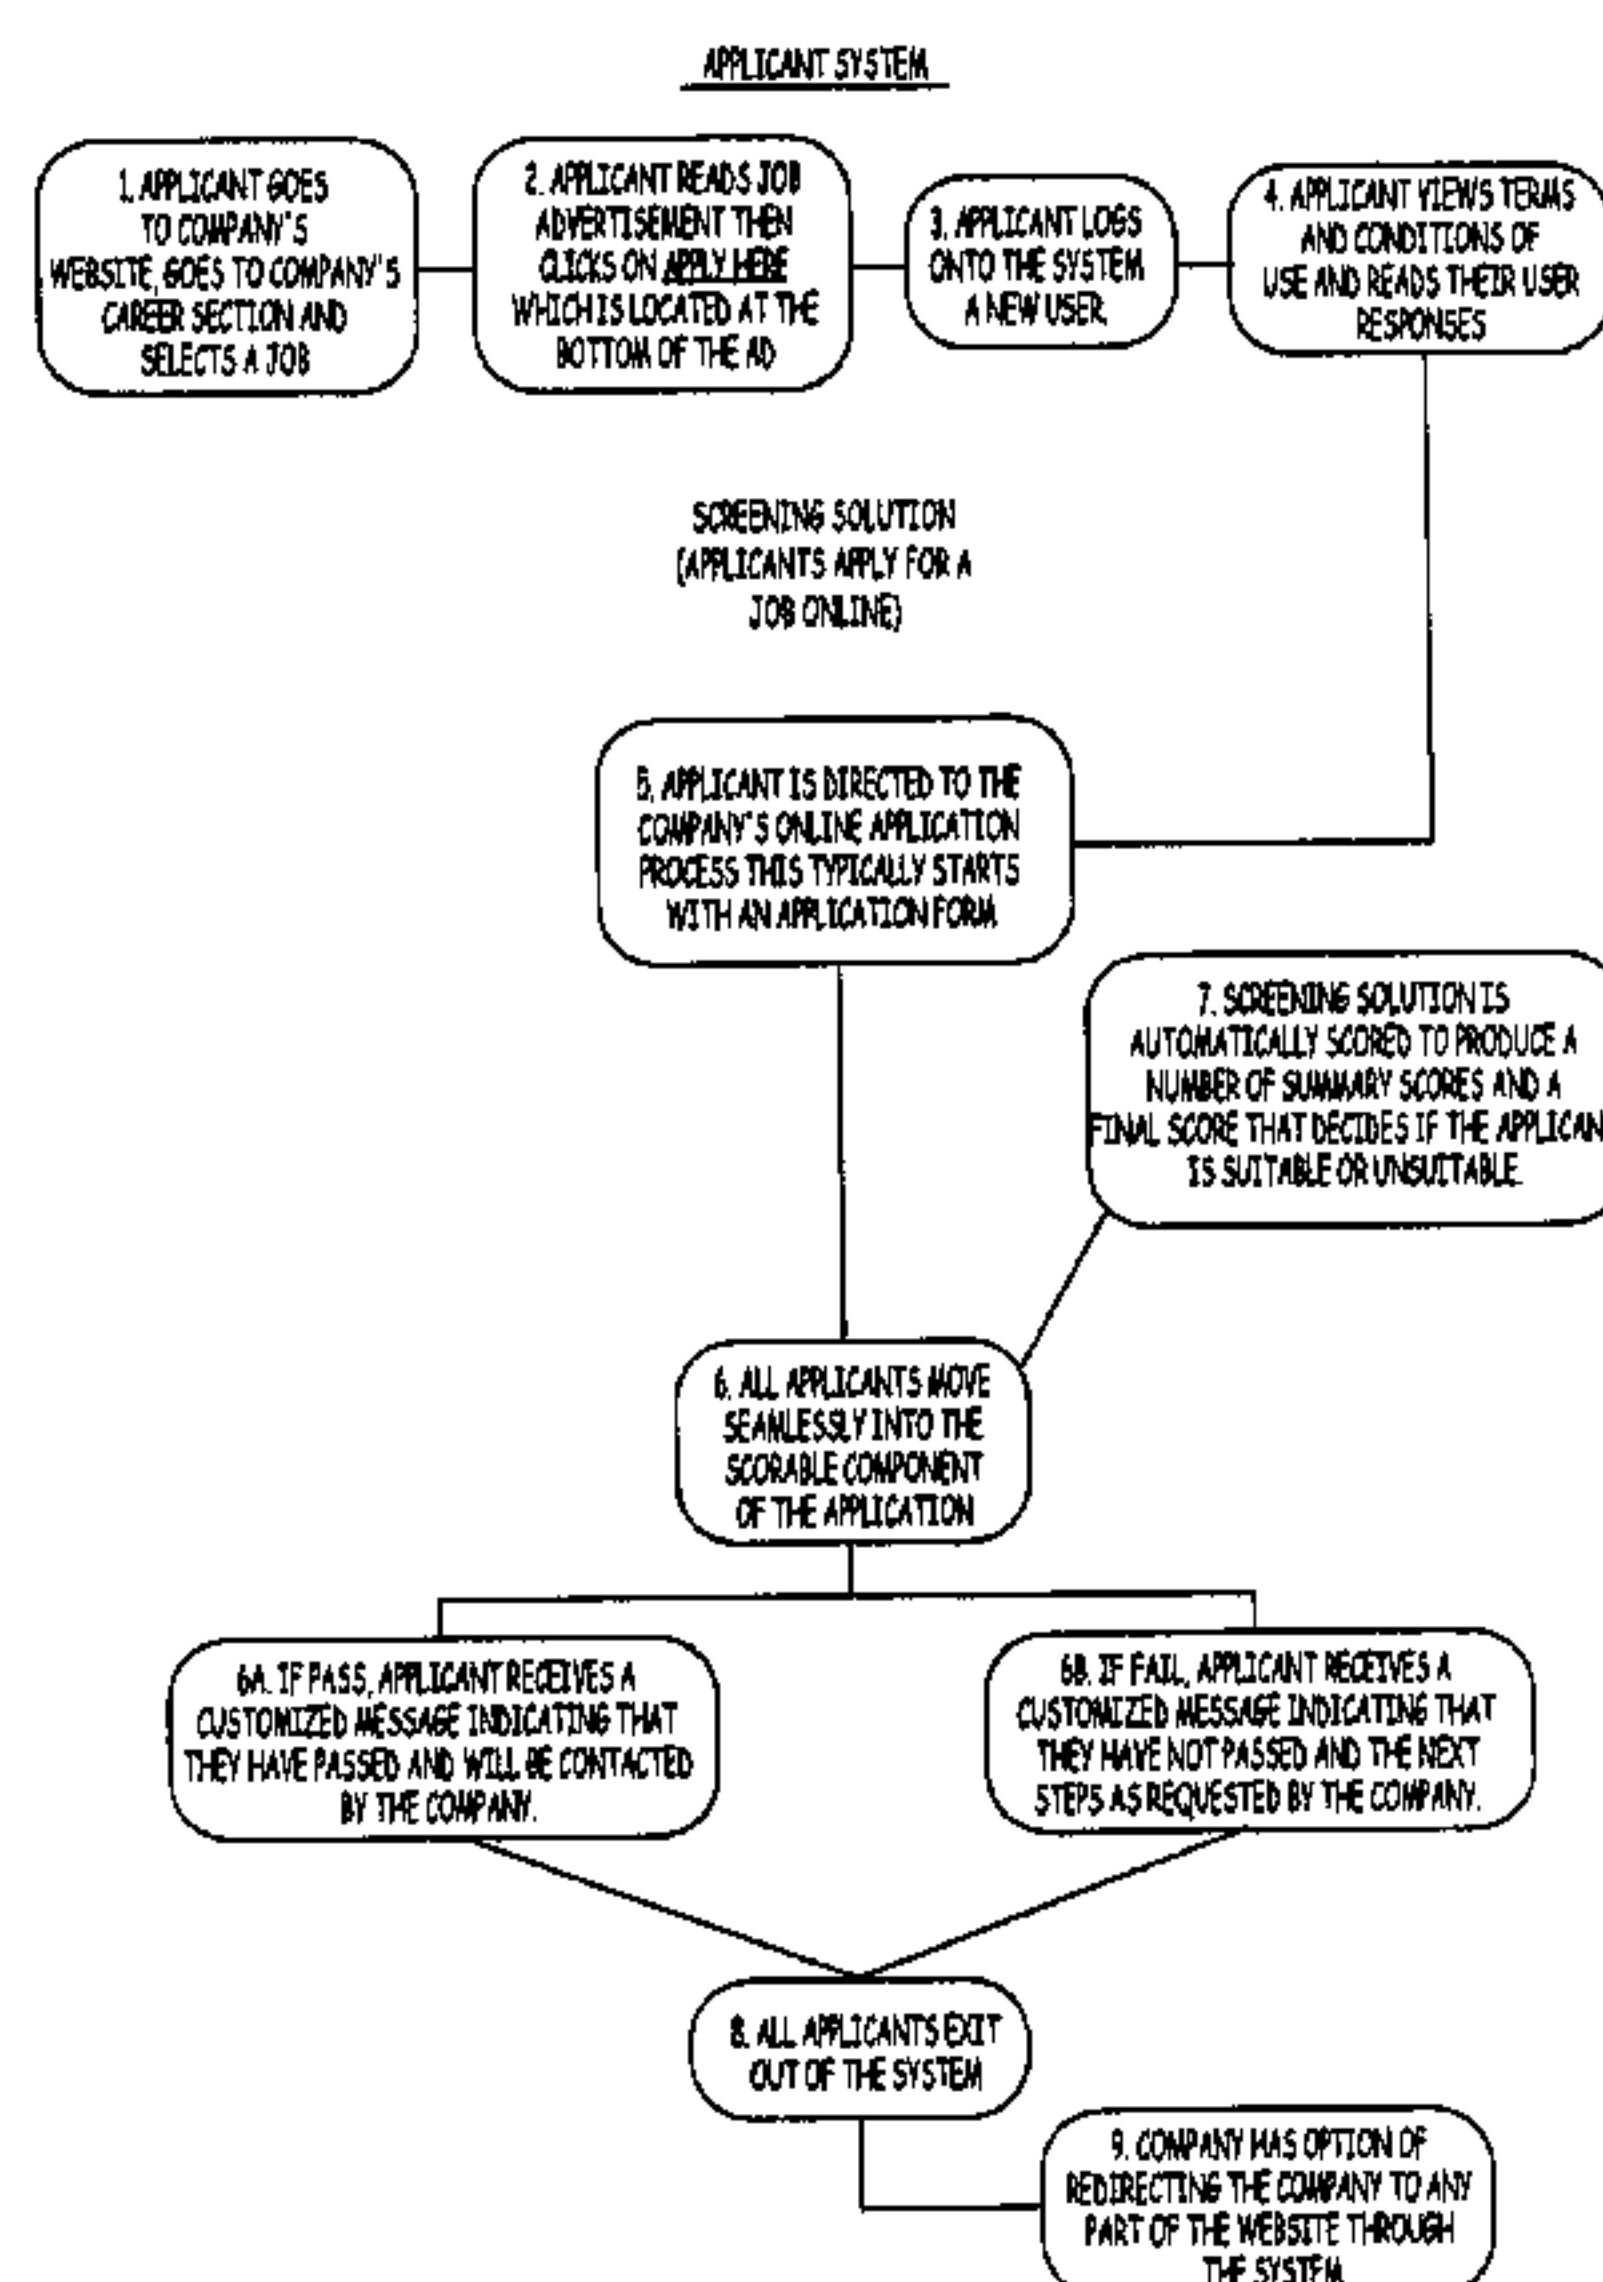 APPLICANT SYSTEM
1. APPLICANT GOES
TO COMPANY'S
WEBSITE, GOES TO COMPANY'S
CAREER SECTION AND
SELECTS A JOB
2. APPLICANT READS JOB
ADVERTISEMENT THEN
CLICKS ON APPLY HERE
WHICH IS LOCATED AT THE
BOTTOM OF THE AD
3. APPLICANT LOGS
ONTO THE SYSTEM
A NEW USER.
4. APPLICANT VIEWS TERMS
AND CONDITIONS OF
USE AND READS THEIR USER
RESPONSES
SCREENING SOLUTION
(APPLICANTS APPLY FOR A
JOB ONLINE)
5. APPLICANT IS DIRECTED TO THE
COMPANY'S ONLINE APPLICATION
PROCESS THIS TYPICALLY STARTS
WITH AN APPLICATION FORM
7. SCREENING SOLUTION IS
AUTOMATICALLY SCORED TO PRODUCE A
NUMBER OF SUMMARY SCORES AND A
FINAL SCORE THAT DECIDES IF THE APPLICAN
IS SUITABLE OR UNSUITABLE.
6. ALL APPLICANTS MOVE
SEAMLESSLY INTO THE
SCORABLE COMPONENT
OF THE APPLICATION
6A. IF PASS, APPLICANT RECEIVES A
CUSTOMIZED MESSAGE INDICATING THAT
THEY HAVE PASSED AND WILL BE CONTACTED
BY THE COMPANY.
6B. IF FAIL, APPLICANT RECEIVES A
CUSTOMIZED MESSAGE INDICATING THAT
THEY HAVE NOT PASSED AND THE NEXT
STEPS AS REQUESTED BY THE COMPANY.
8. ALL APPLICANTS EXIT
OUT OF THE SYSTEM
9. COMPANY HAS OPTION OF
REDIRECTING THE COMPANY TO ANY
PART OF THE WEBSITE THROUGH
THE SYSTEM